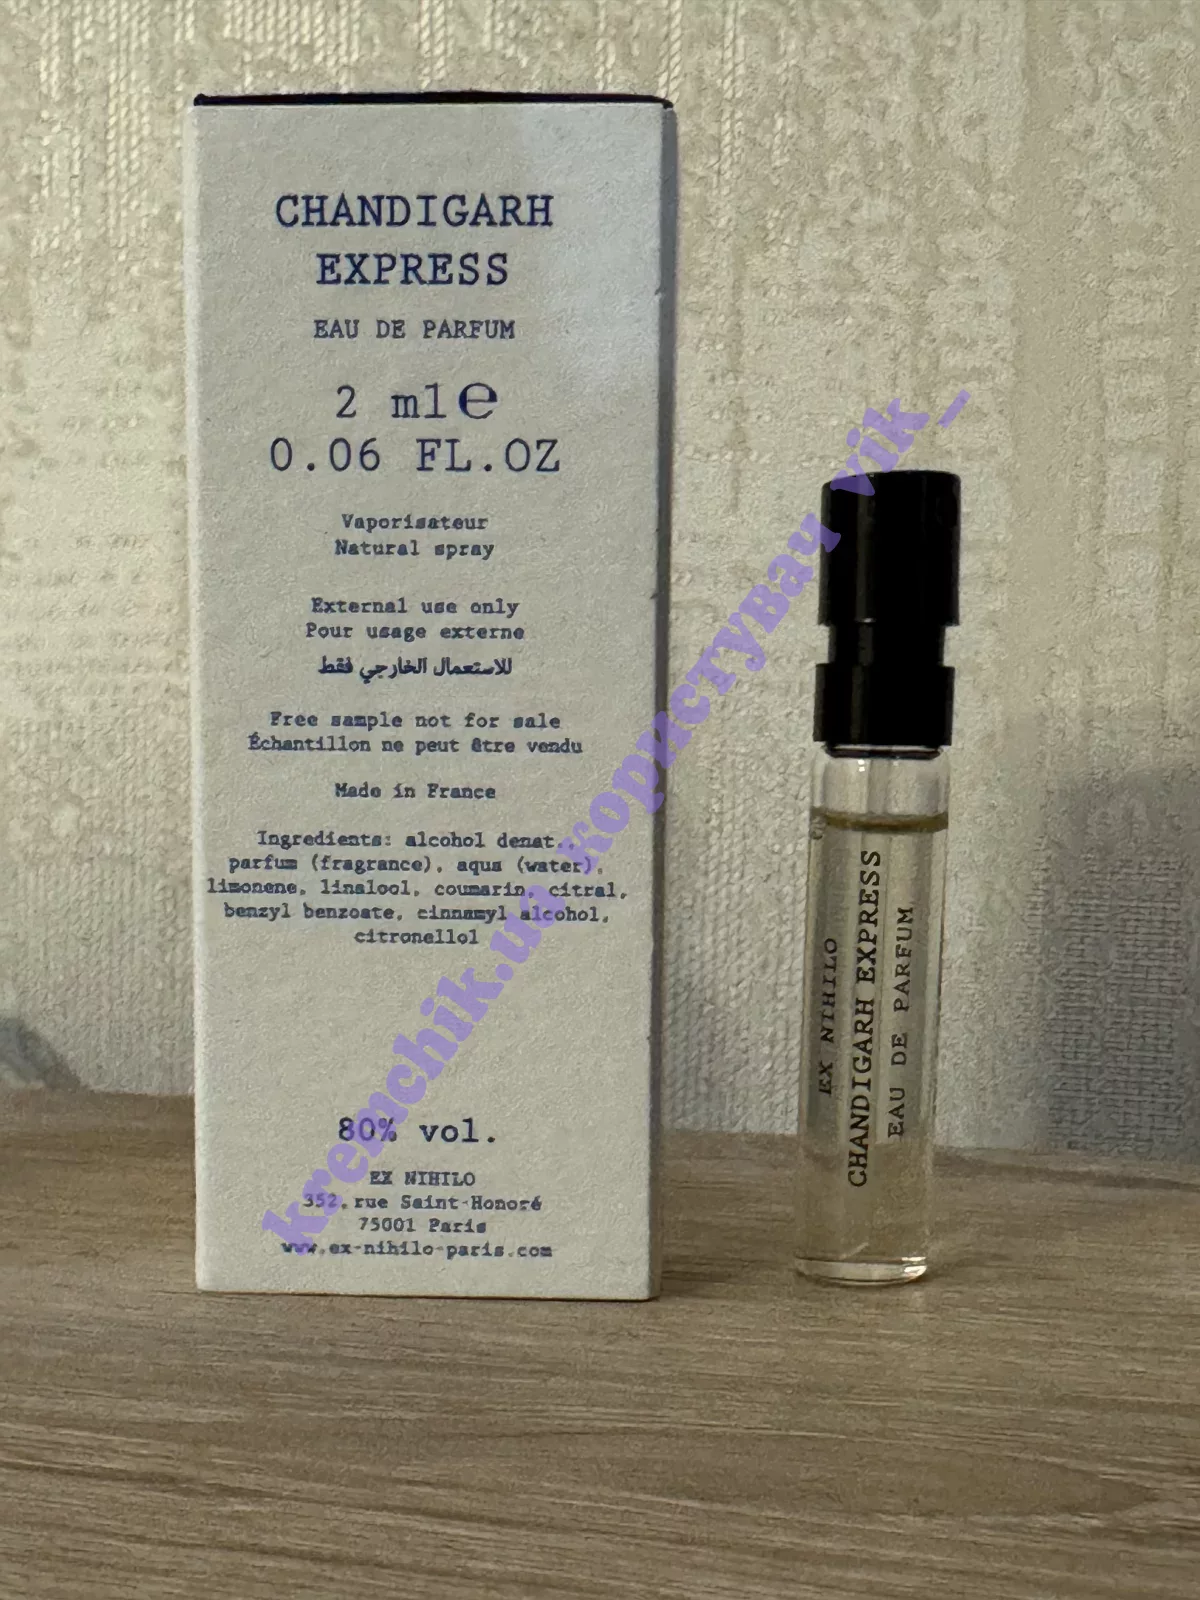 CHANDIGARH
EXPRESS
EAU DE PARFUM
2 ml℮
0.06 FL.OZ
Vaporisateur
Natural spray
External use only
Pour usage externe
للاستعمال الخارجي فقط
Free sample not for sale
Échantillon ne peut être vendu
Made in France
Ingredients: alcohol denat.,
parfum (fragrance), aqua (water),
limonene, linalool, coumarin, citral,
benzyl benzoate, cinnamyl alcohol,
citronellol
80% vol.
EX NIHILO
352, rue Saint-Honoré
75001 Paris
www.ex-nihilo-paris.com
EX NIHILO
CHANDIGARH EXPRESS
EAU DE PARFUM
kremchik.ua користувач vik_